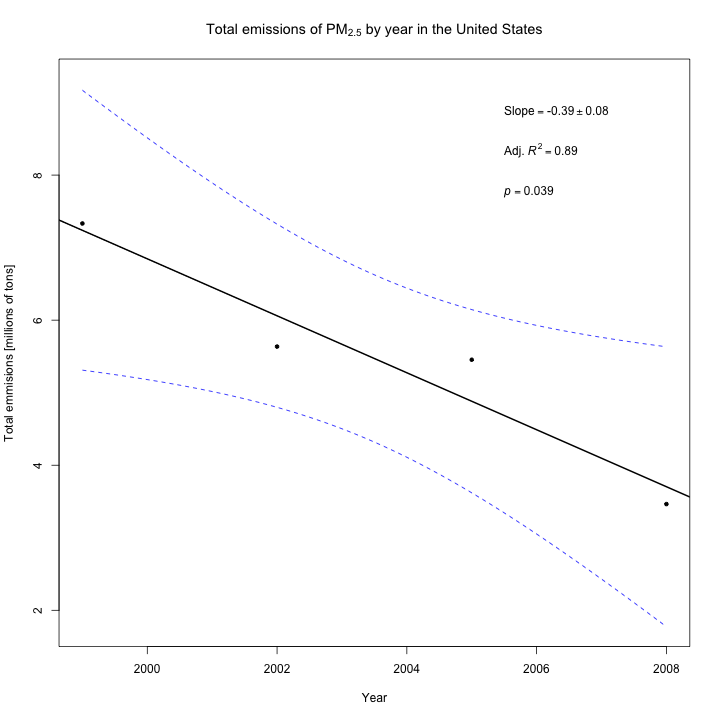 Total emissions of PM2.5 by year in the United States
Slope = -0.39 ± 0.08
Adj. R² = 0.89
p = 0.039
Total emmisions [millions of tons]
8
6
4
2
2000 2002 2004 2006 2008
Year